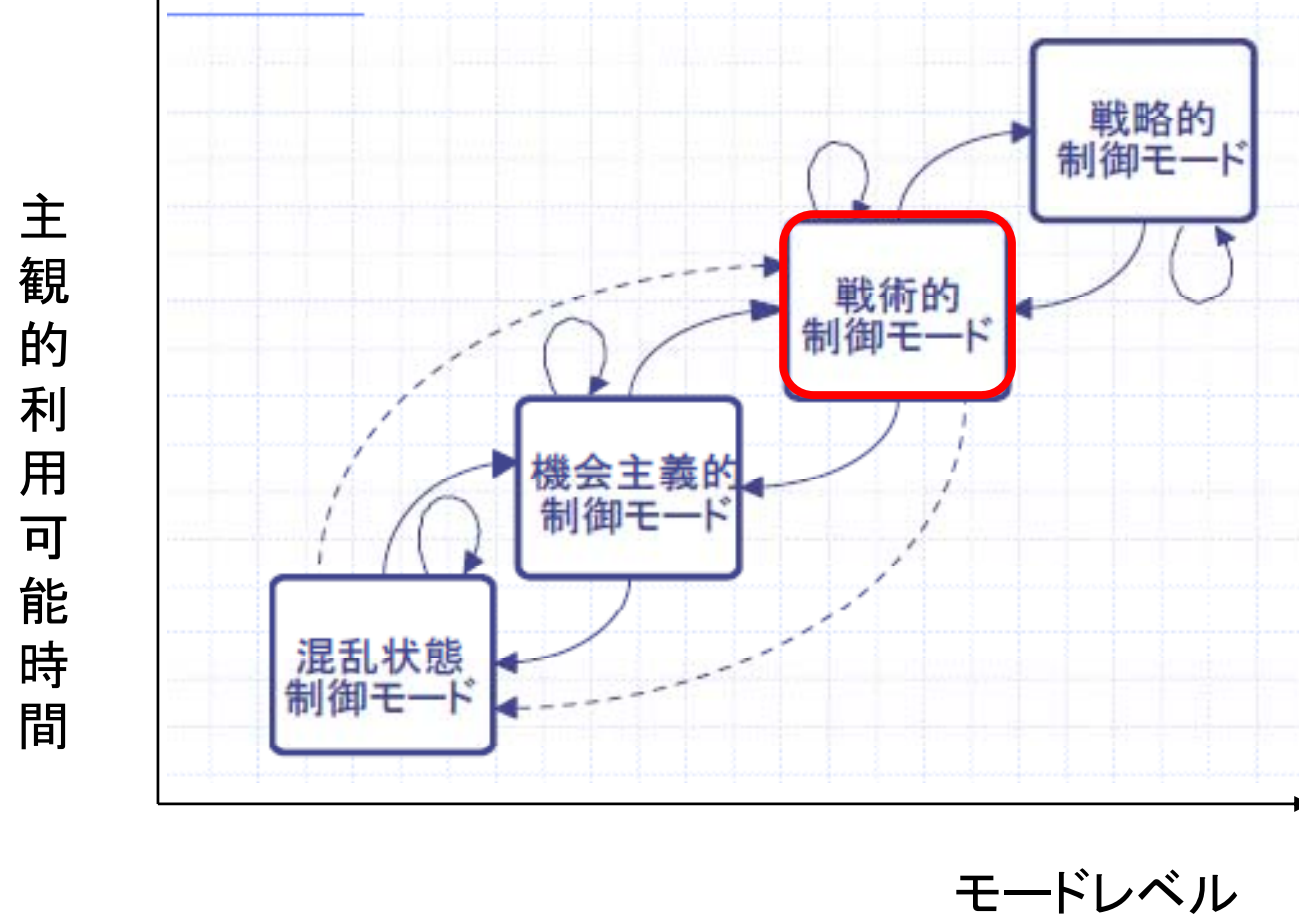 主観的利用可能時間
戦略的
制御モード
戦術的
制御モード
機会主義的
制御モード
混乱状態
制御モード
モードレベル